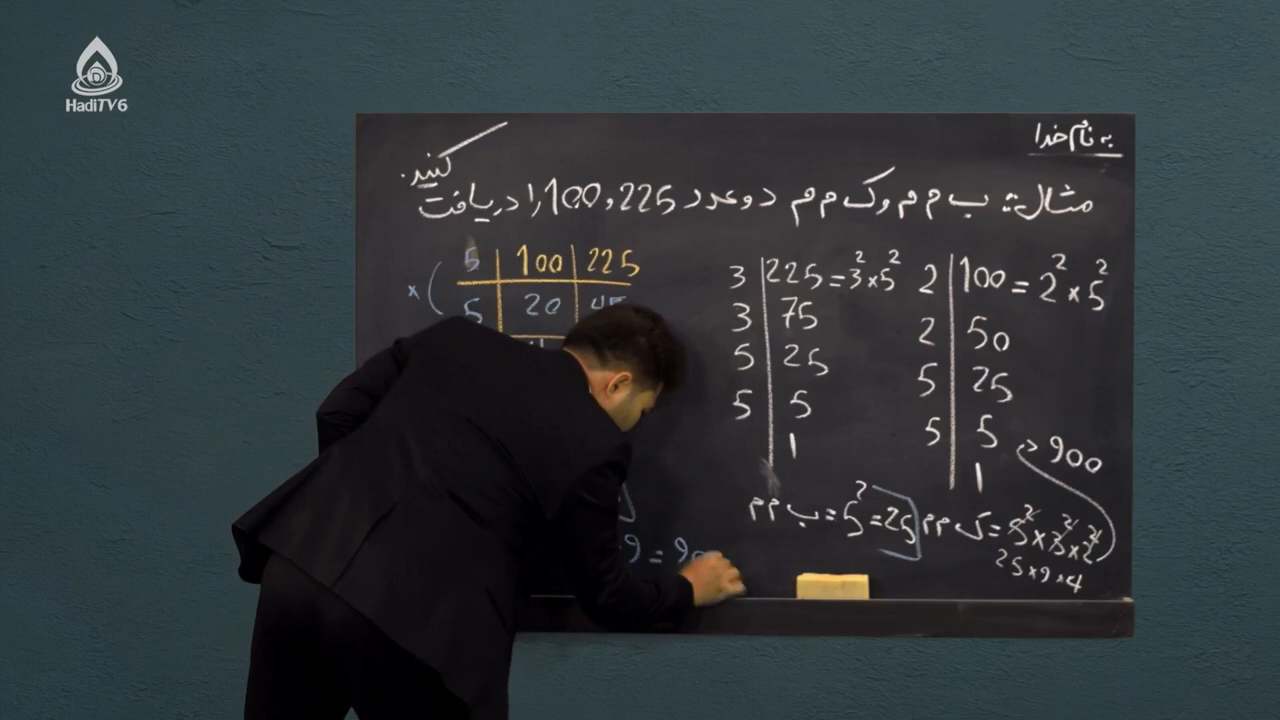 HadiTV6
به نام خدا
مثال: ب م م و ک م م دو عدد 225 و 100 را دریافت
کنید.
2 | 100 = 2² × 5²
2 | 50
5 | 25
5 | 5
1
3 | 225 = 3² × 5²
3 | 75
5 | 25
5 | 5
1
5 | 100 | 225
× ( 5 | 20
ب م م = 5² = 25
ک م م = 5² × 3² × 2²
25 × 9 × 4
=> 900
9 = 90